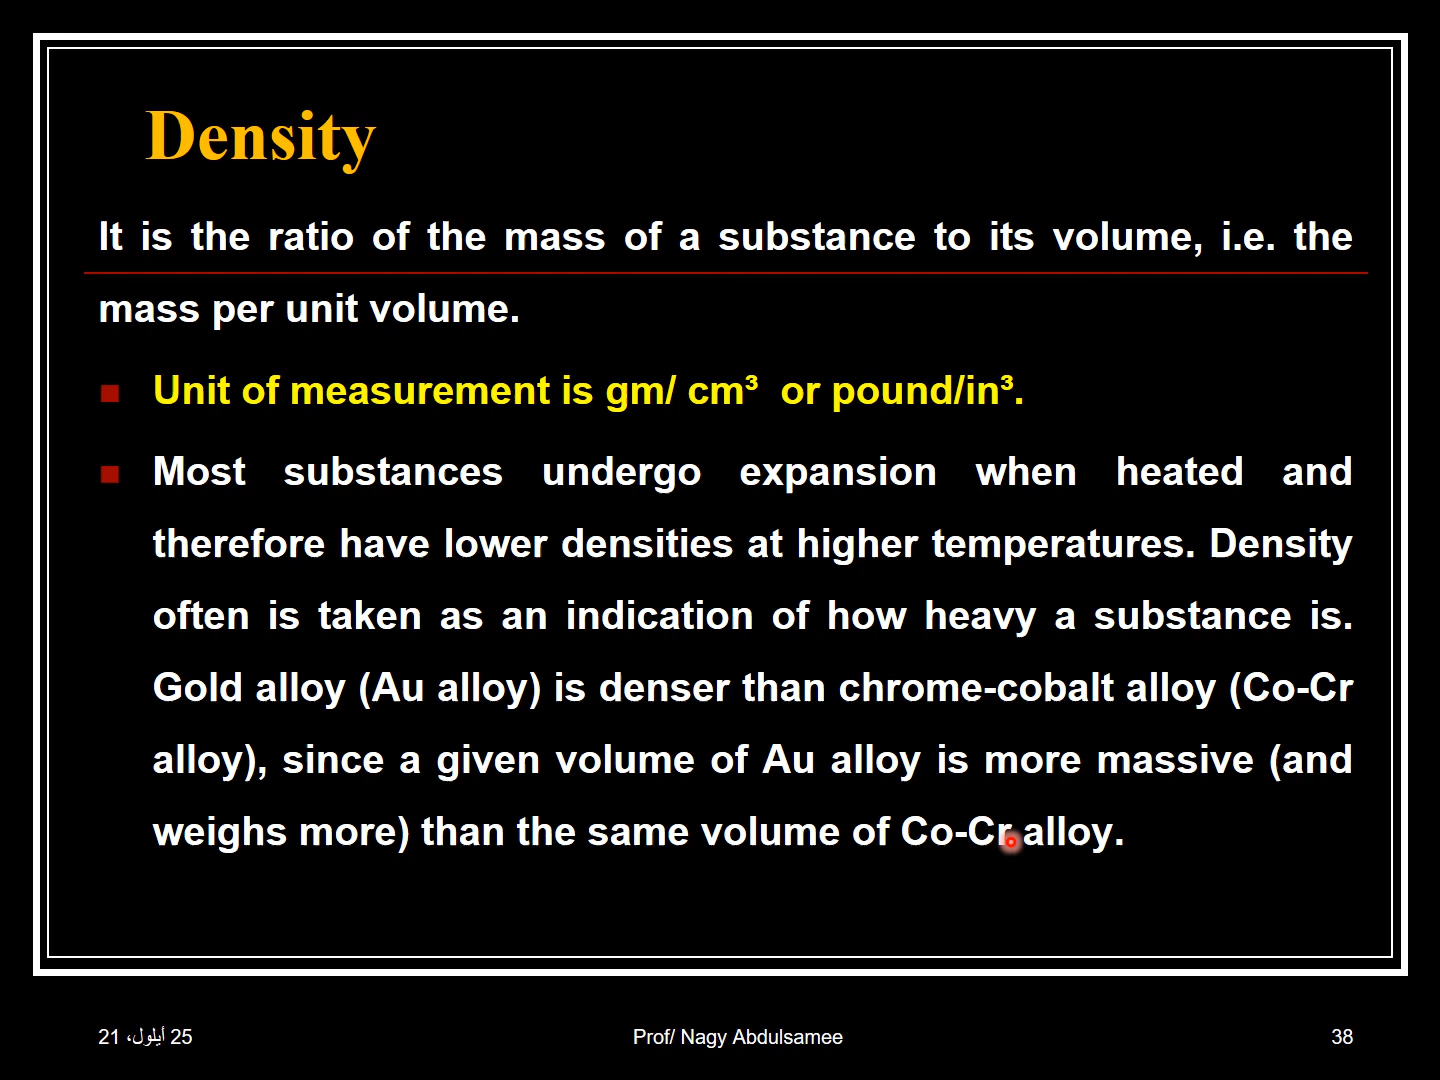 Density
It is the ratio of the mass of a substance to its volume, i.e. the
mass per unit volume.
Unit of measurement is gm/ cm³ or pound/in³.
Most substances undergo expansion when heated and
therefore have lower densities at higher temperatures. Density
often is taken as an indication of how heavy a substance is.
Gold alloy (Au alloy) is denser than chrome-cobalt alloy (Co-Cr
alloy), since a given volume of Au alloy is more massive (and
weighs more) than the same volume of Co-Cr alloy.
25 أيلول، 21
Prof/ Nagy Abdulsamee
38